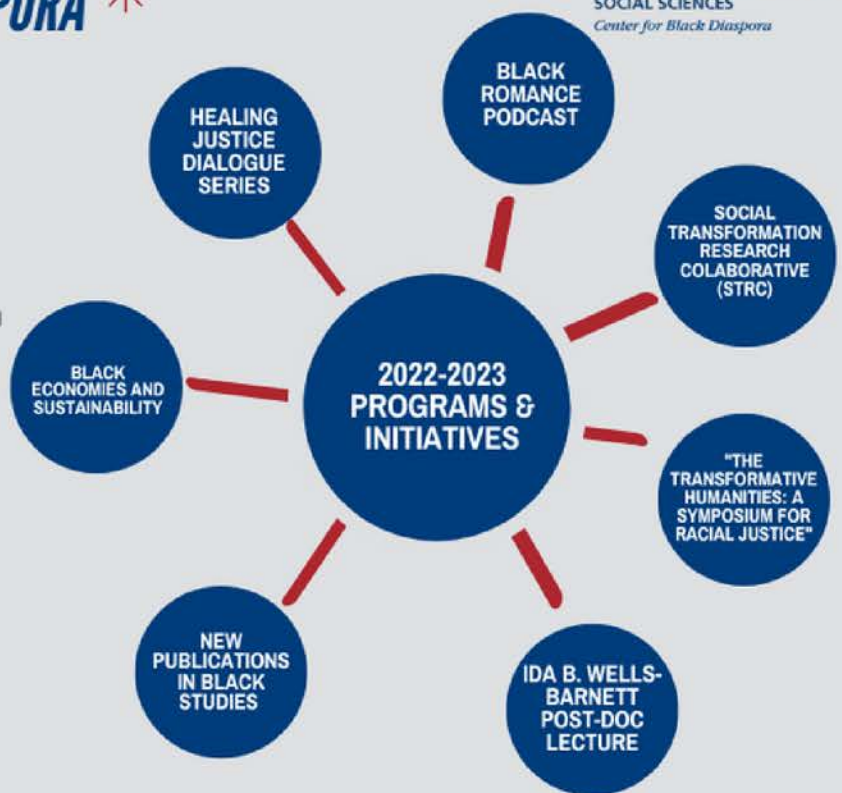 SOCIAL SCIENCES
Center for Black Diaspora
BLACK
ROMANCE
PODCAST
HEALING
JUSTICE
DIALOGUE
SERIES
SOCIAL
TRANSFORMATION
RESEARCH
COLABORATIVE
(STRC)
2022-2023
PROGRAMS &
INITIATIVES
BLACK
ECONOMIES AND
SUSTAINABILITY
"THE
TRANSFORMATIVE
HUMANITIES: A
SYMPOSIUM FOR
RACIAL JUSTICE"
NEW
PUBLICATIONS
IN BLACK
STUDIES
IDA B. WELLS-
BARNETT
POST-DOC
LECTURE